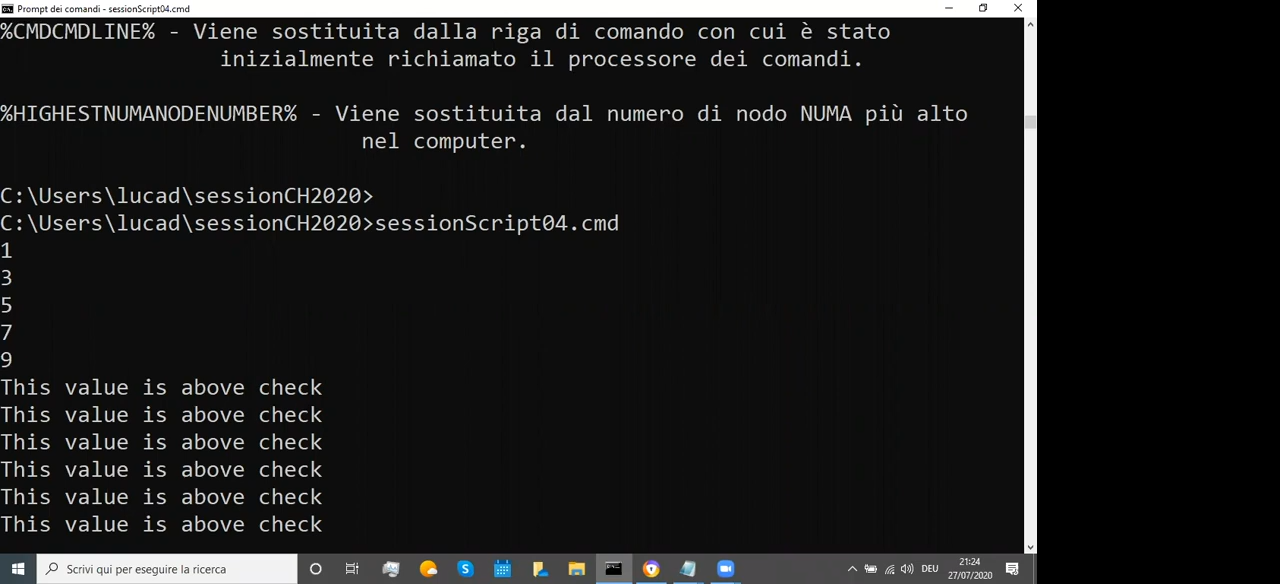 Prompt dei comandi - sessionScript04.cmd
%CMDCMDLINE% - Viene sostituita dalla riga di comando con cui è stato
inizialmente richiamato il processore dei comandi.
%HIGHESTNUMANODENUMBER% - Viene sostituita dal numero di nodo NUMA più alto
nel computer.
C:\Users\lucad\sessionCH2020>
C:\Users\lucad\sessionCH2020>sessionScript04.cmd
1
3
5
7
9
This value is above check
This value is above check
This value is above check
This value is above check
This value is above check
This value is above check
Scrivi qui per eseguire la ricerca
DEU
21:24
27/07/2020